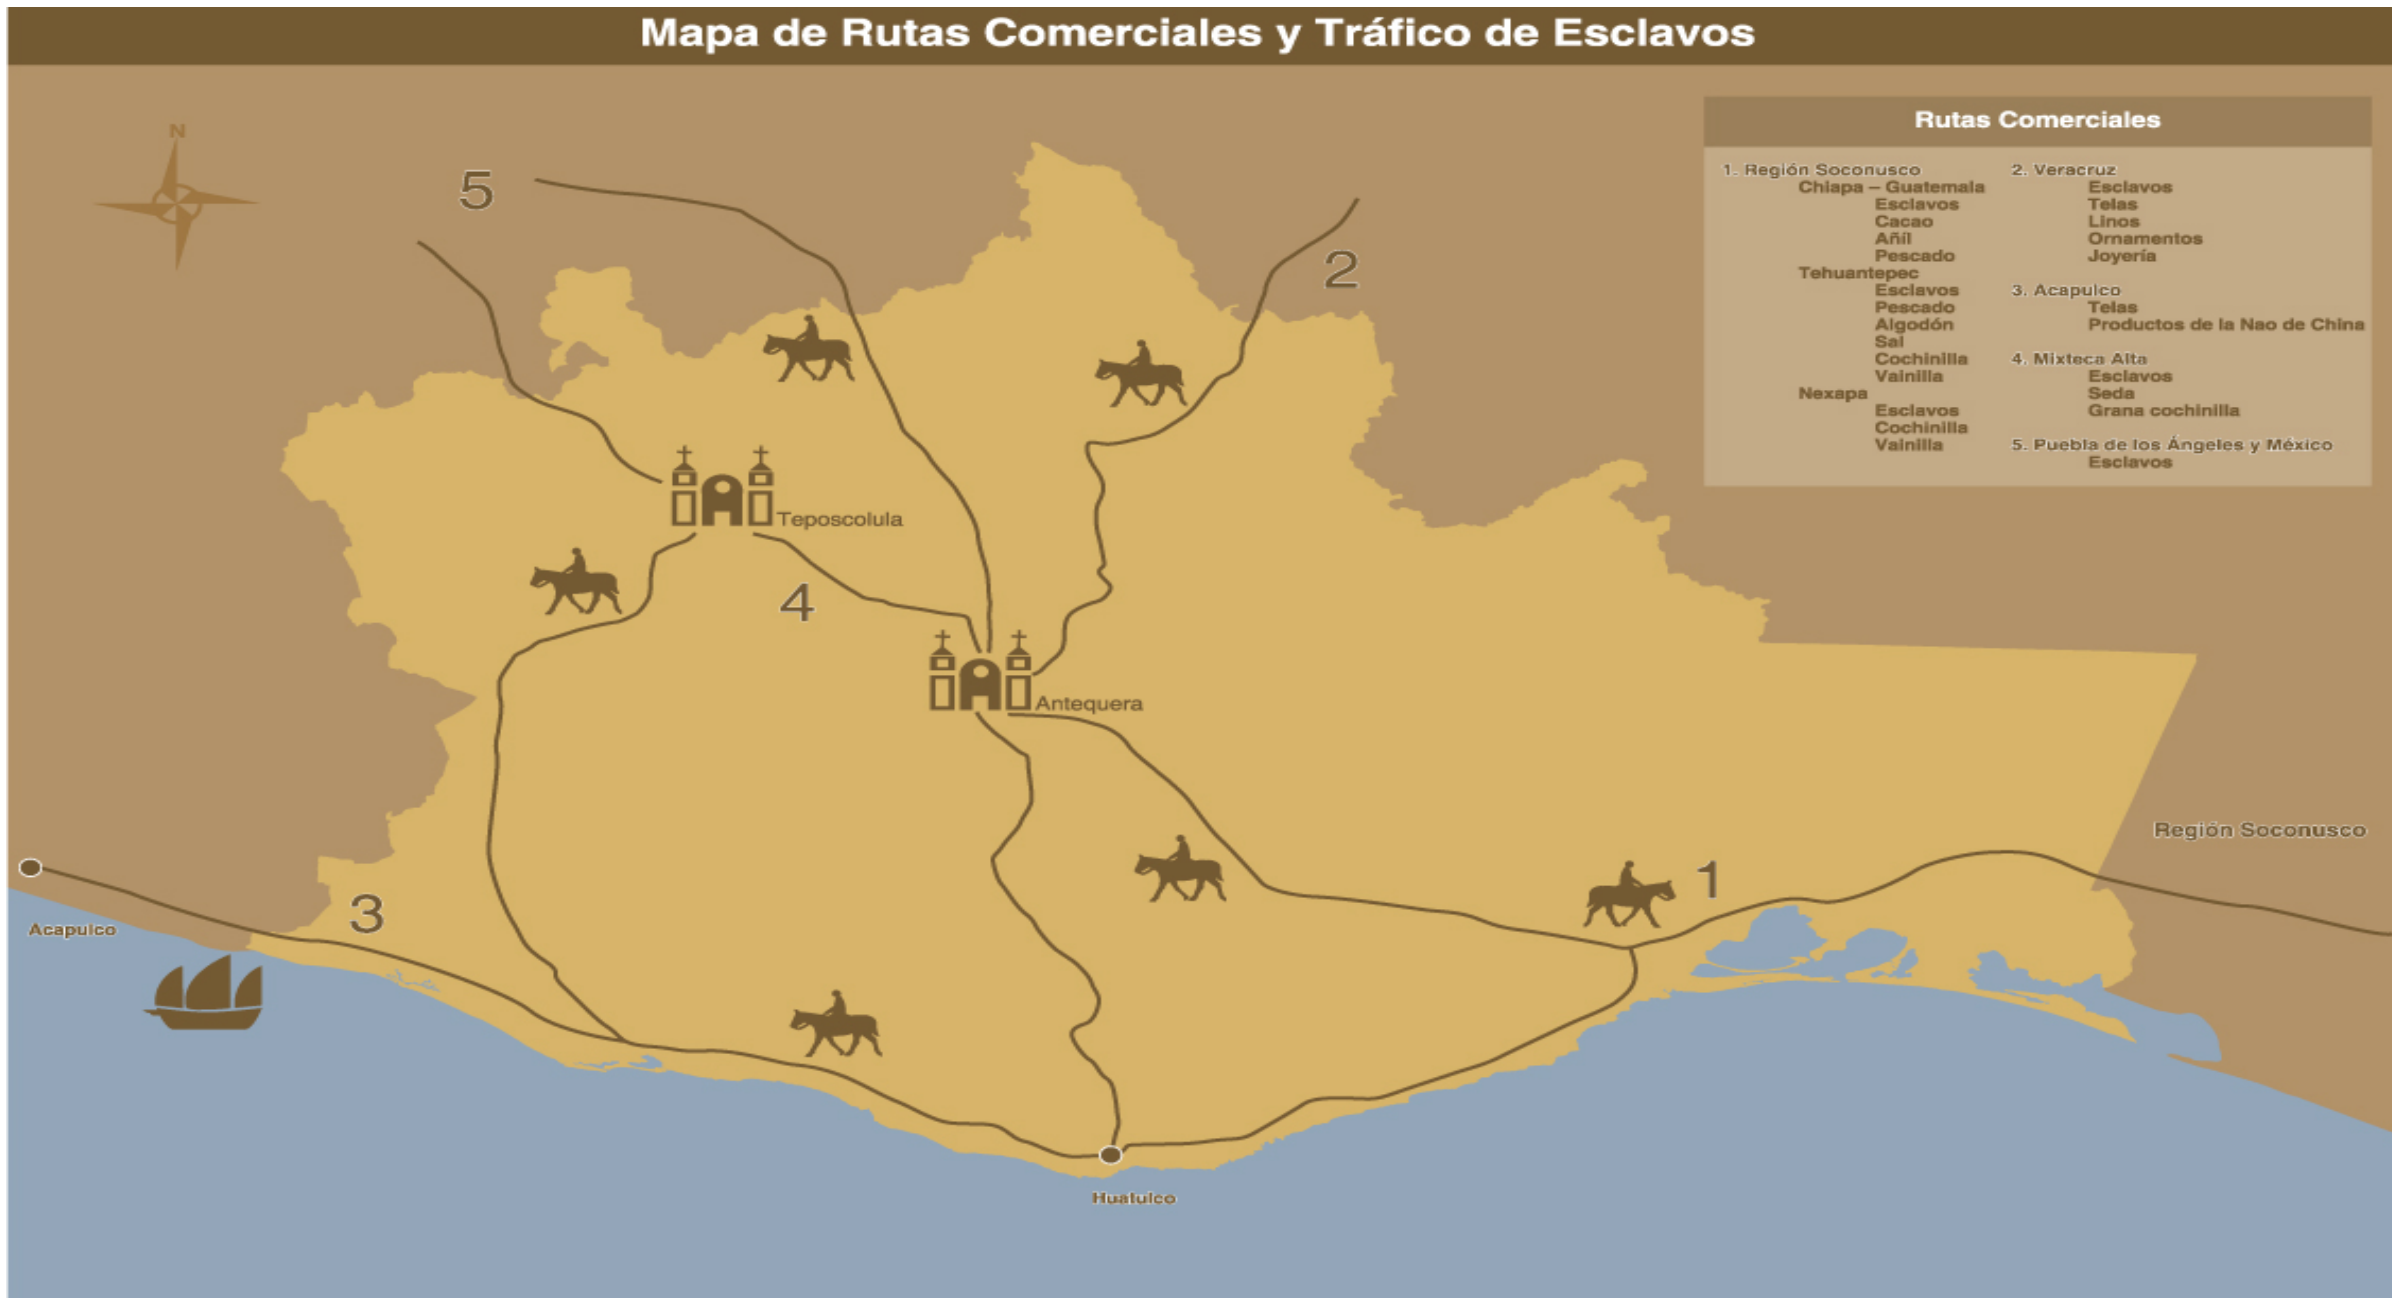 Mapa de Rutas Comerciales y Tráfico de Esclavos
N
5
2
Rutas Comerciales
1. Región Soconusco
Chiapa – Guatemala
Esclavos
Cacao
Añil
Pescado
Tehuantepec
Esclavos
Pescado
Algodón
Sal
Cochinilla
Vainilla
Nexapa
Esclavos
Cochinilla
Vainilla
2. Veracruz
Esclavos
Telas
Linos
Ornamentos
Joyería
3. Acapulco
Telas
Productos de la Nao de China
4. Mixteca Alta
Esclavos
Seda
Grana cochinilla
5. Puebla de los Ángeles y México
Esclavos
Teposcolula
4
Antequera
Región Soconusco
1
3
Acapulco
Huatulco